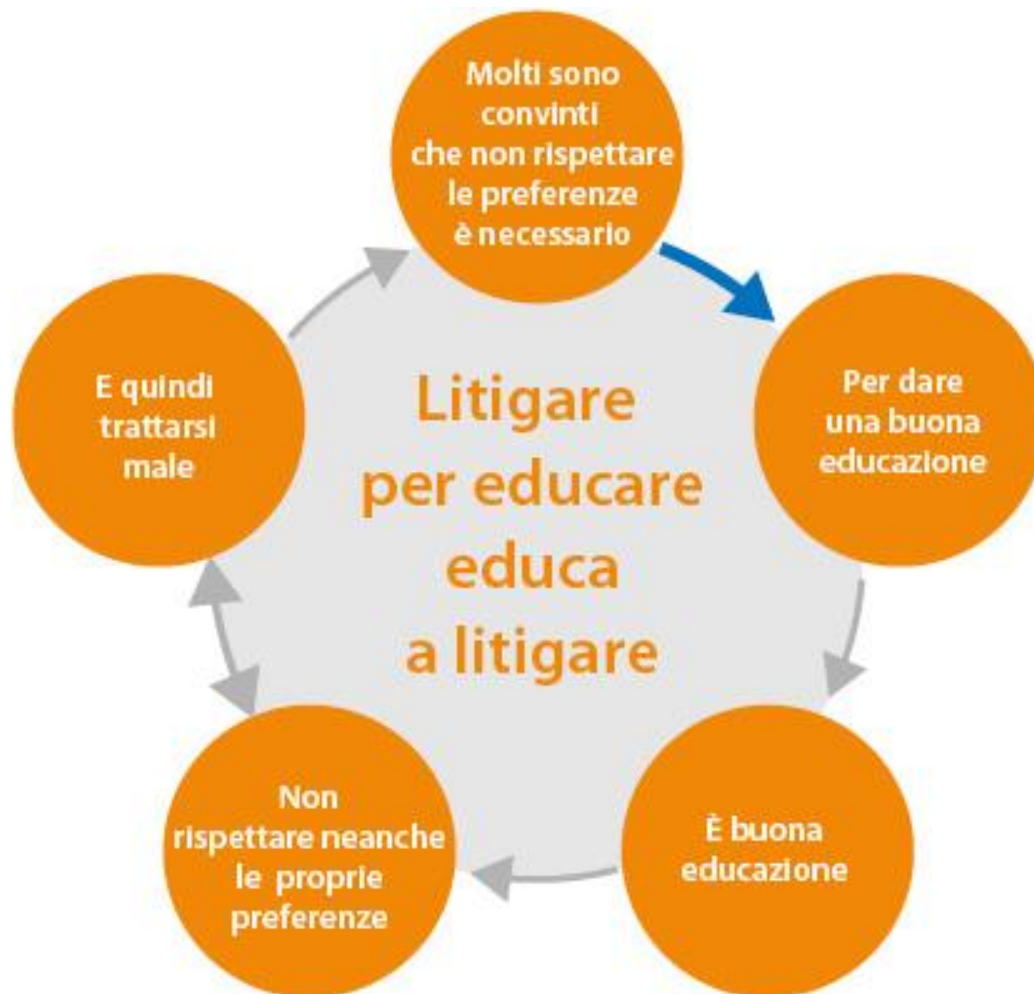 Molti sono
convinti
che non rispettare
le preferenze
è necessario
Per dare
una buona
educazione
È buona
educazione
Non
rispettare neanche
le proprie
preferenze
E quindi
trattarsi
male
Litigare
per educare
educa
a litigare